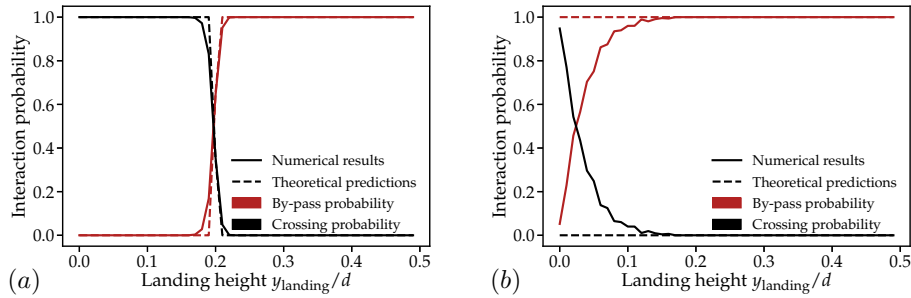 Interaction probability
1.0
0.8
0.6
0.4
0.2
0.0
Numerical results
Theoretical predictions
By-pass probability
Crossing probability
0.0 0.1 0.2 0.3 0.4 0.5
Landing height y_landing/d
(a)
Interaction probability
1.0
0.8
0.6
0.4
0.2
0.0
Numerical results
Theoretical predictions
By-pass probability
Crossing probability
0.0 0.1 0.2 0.3 0.4 0.5
Landing height y_landing/d
(b)